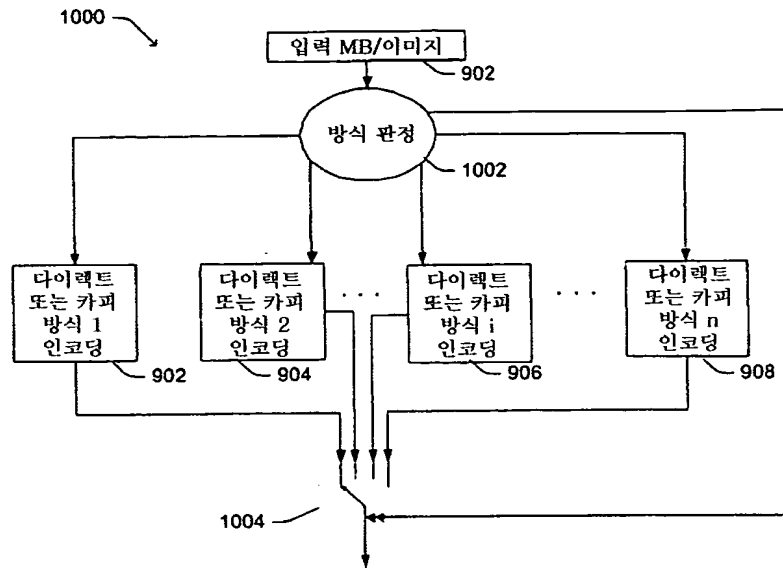 1000
입력 MB/이미지
902
방식 판정
1002
다이렉트
또는 카피
방식 1
인코딩
902
다이렉트
또는 카피
방식 2
인코딩
904
. . .
다이렉트
또는 카피
방식 i
인코딩
906
. . .
다이렉트
또는 카피
방식 n
인코딩
908
1004